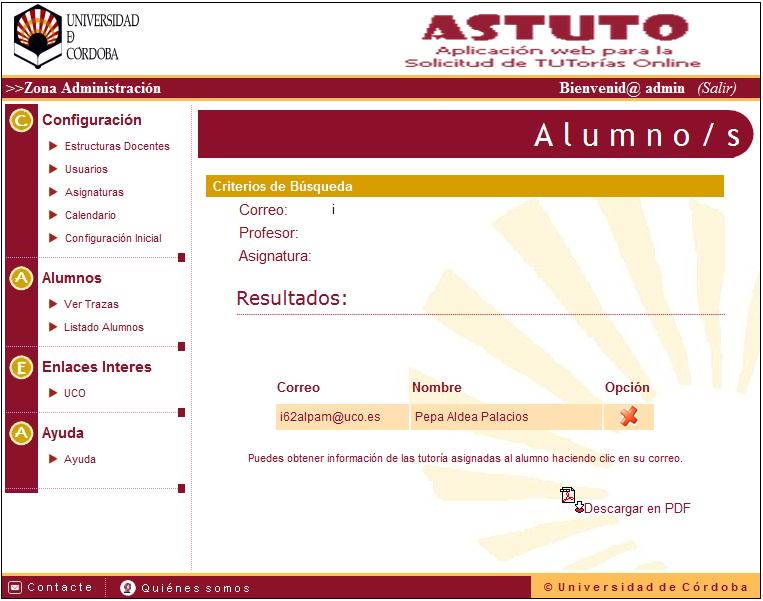 UNIVERSIDAD
D
CÓRDOBA
ASTUTO
Aplicación web para la
Solicitud de TUTorías Online
>>Zona Administración
Bienvenid@ admin (Salir)
C Configuración
Estructuras Docentes
Usuarios
Asignaturas
Calendario
Configuración Inicial
A Alumnos
Ver Trazas
Listado Alumnos
E Enlaces Interes
UCO
A Ayuda
Ayuda
Alumno/s
Criterios de Búsqueda
Correo: i
Profesor:
Asignatura:
Resultados:
Correo Nombre Opción
i62alpam@uco.es Pepa Aldea Palacios
Puedes obtener información de las tutoría asignadas al alumno haciendo clic en su correo.
Descargar en PDF
Contacte Quiénes somos
© Universidad de Córdoba